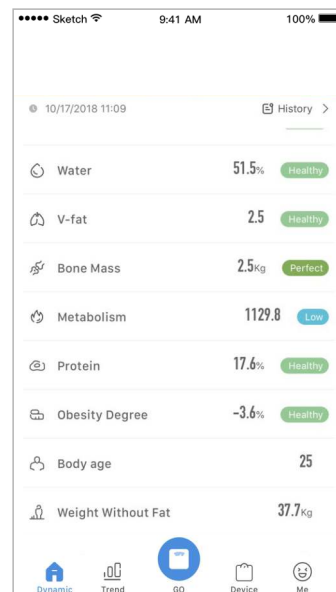 Sketch 9:41 AM 100%
10/17/2018 11:09 History >
Water 51.5% Healthy
V-fat 2.5 Healthy
Bone Mass 2.5Kg Perfect
Metabolism 1129.8 Low
Protein 17.6% Healthy
Obesity Degree -3.6% Healthy
Body age 25
Weight Without Fat 37.7Kg
Dynamic Trend GO Device Me